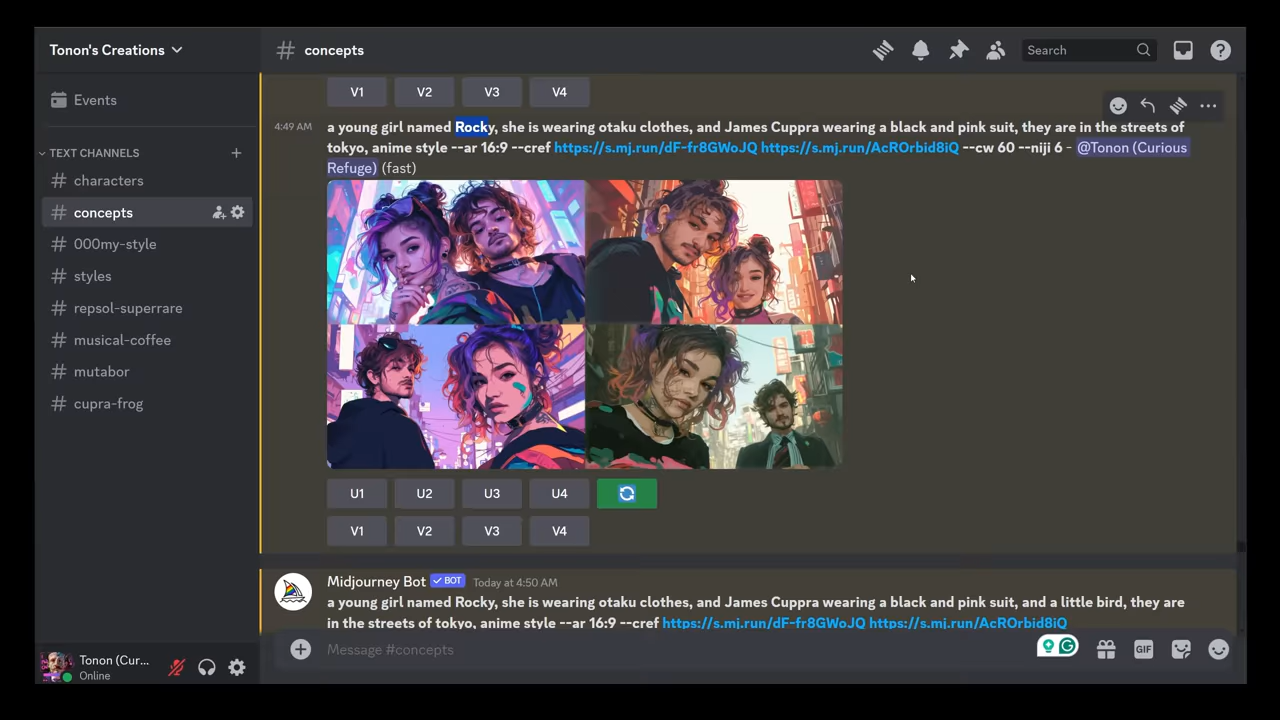 Tonon's Creations
# concepts
Search
Events
TEXT CHANNELS
# characters
# concepts
# 000my-style
# styles
# repsol-superrare
# musical-coffee
# mutabor
# cupra-frog
Tonon (Cur...
Online
V1 V2 V3 V4
4:49 AM
a young girl named Rocky, she is wearing otaku clothes, and James Cuppra wearing a black and pink suit, they are in the streets of
tokyo, anime style --ar 16:9 --cref https://s.mj.run/dF-fr8GWoJQ https://s.mj.run/AcROrbid8iQ --cw 60 --niji 6 - @Tonon (Curious
Refuge) (fast)
U1 U2 U3 U4
V1 V2 V3 V4
Midjourney Bot ✓ BOT Today at 4:50 AM
a young girl named Rocky, she is wearing otaku clothes, and James Cuppra wearing a black and pink suit, and a little bird, they are
in the streets of tokyo, anime style --ar 16:9 --cref https://s.mj.run/dF-fr8GWoJQ https://s.mj.run/AcROrbid8iQ
Message #concepts
GIF